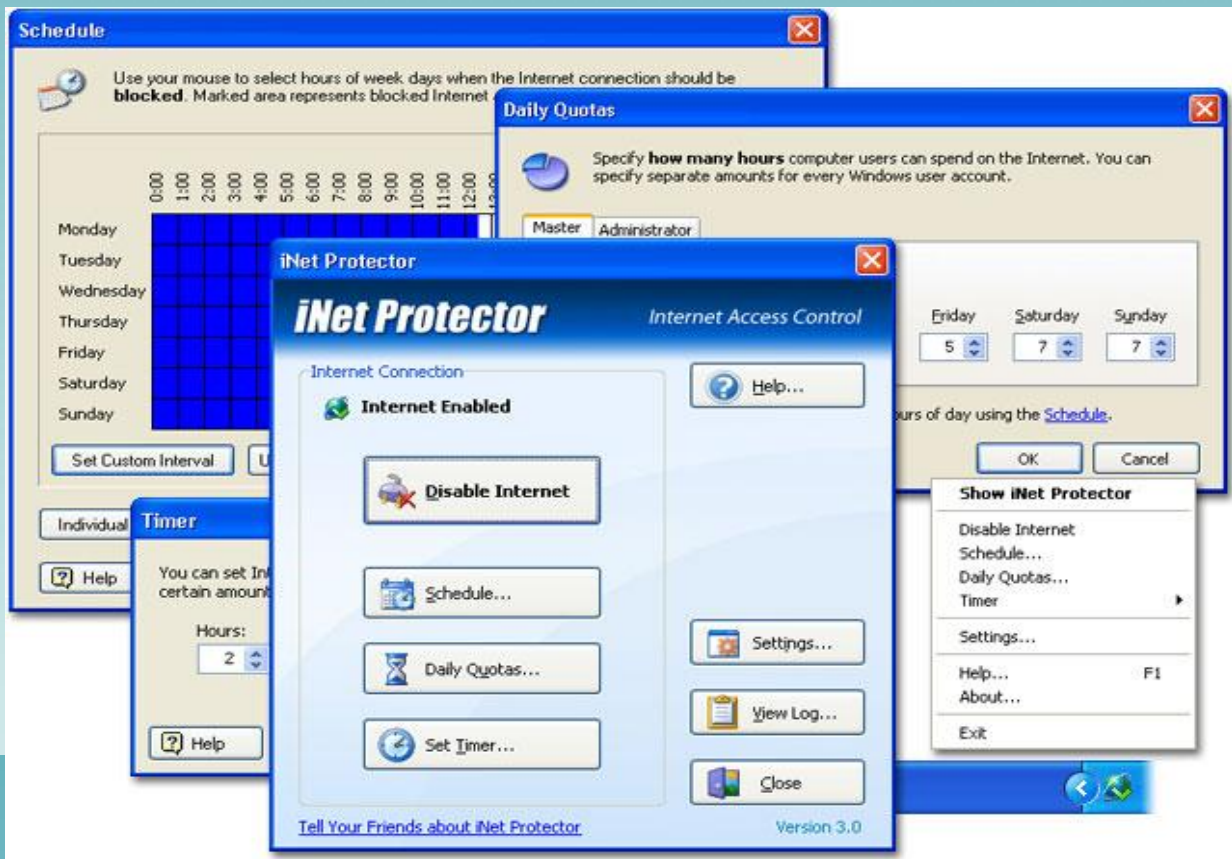 Schedule
Use your mouse to select hours of week days when the Internet connection should be
blocked. Marked area represents blocked Internet
0:00 1:00 2:00 3:00 4:00 5:00 6:00 7:00 8:00 9:00 10:00 11:00 12:00
Monday
Tuesday
Wednesday
Thursday
Friday
Saturday
Sunday
Set Custom Interval
Individual
Help
Daily Quotas
Specify how many hours computer users can spend on the Internet. You can
specify separate amounts for every Windows user account.
Master Administrator
Friday Saturday Sunday
5 7 7
of day using the Schedule.
OK Cancel
Timer
You can set
certain amount
Hours:
2
Help
iNet Protector
iNet Protector Internet Access Control
Internet Connection
Internet Enabled
Help...
Disable Internet
Schedule...
Daily Quotas...
Set Timer...
Settings...
View Log...
Close
Tell Your Friends about iNet Protector Version 3.0
Show iNet Protector
Disable Internet
Schedule...
Daily Quotas...
Timer
Settings...
Help... F1
About...
Exit